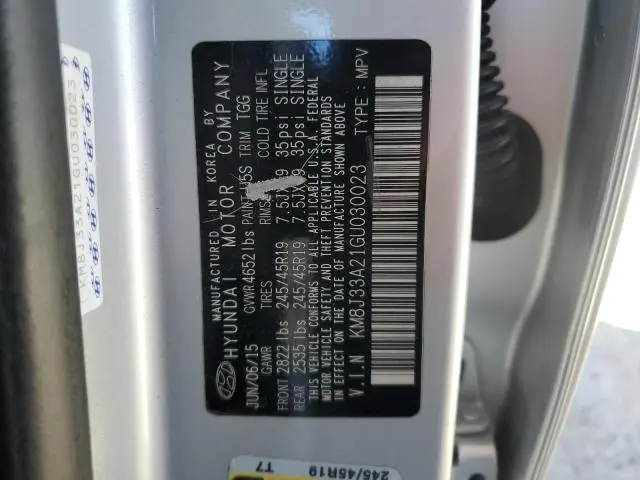 MANUFACTURED IN KOREA BY
HYUNDAI MOTOR COMPANY
JUN/06/15 GVWR4652lbs PAINT U5S TRIM TGG
GAWR TIRES RIMS COLD TIRE INFL.
FRONT 2822lbs 245/45R19 7.5JX19 35psi SINGLE
REAR 2535lbs 245/45R19 7.5JX19 35psi SINGLE
THIS VEHICLE CONFORMS TO ALL APPLICABLE U.S.A. FEDERAL
MOTOR VEHICLE SAFETY AND THEFT PREVENTION STANDARDS
IN EFFECT ON THE DATE OF MANUFACTURE SHOWN ABOVE
V.I.N KM8J33A21GU030023 TYPE : MPV
KM8J33A21GU030023
245/45R19
T7